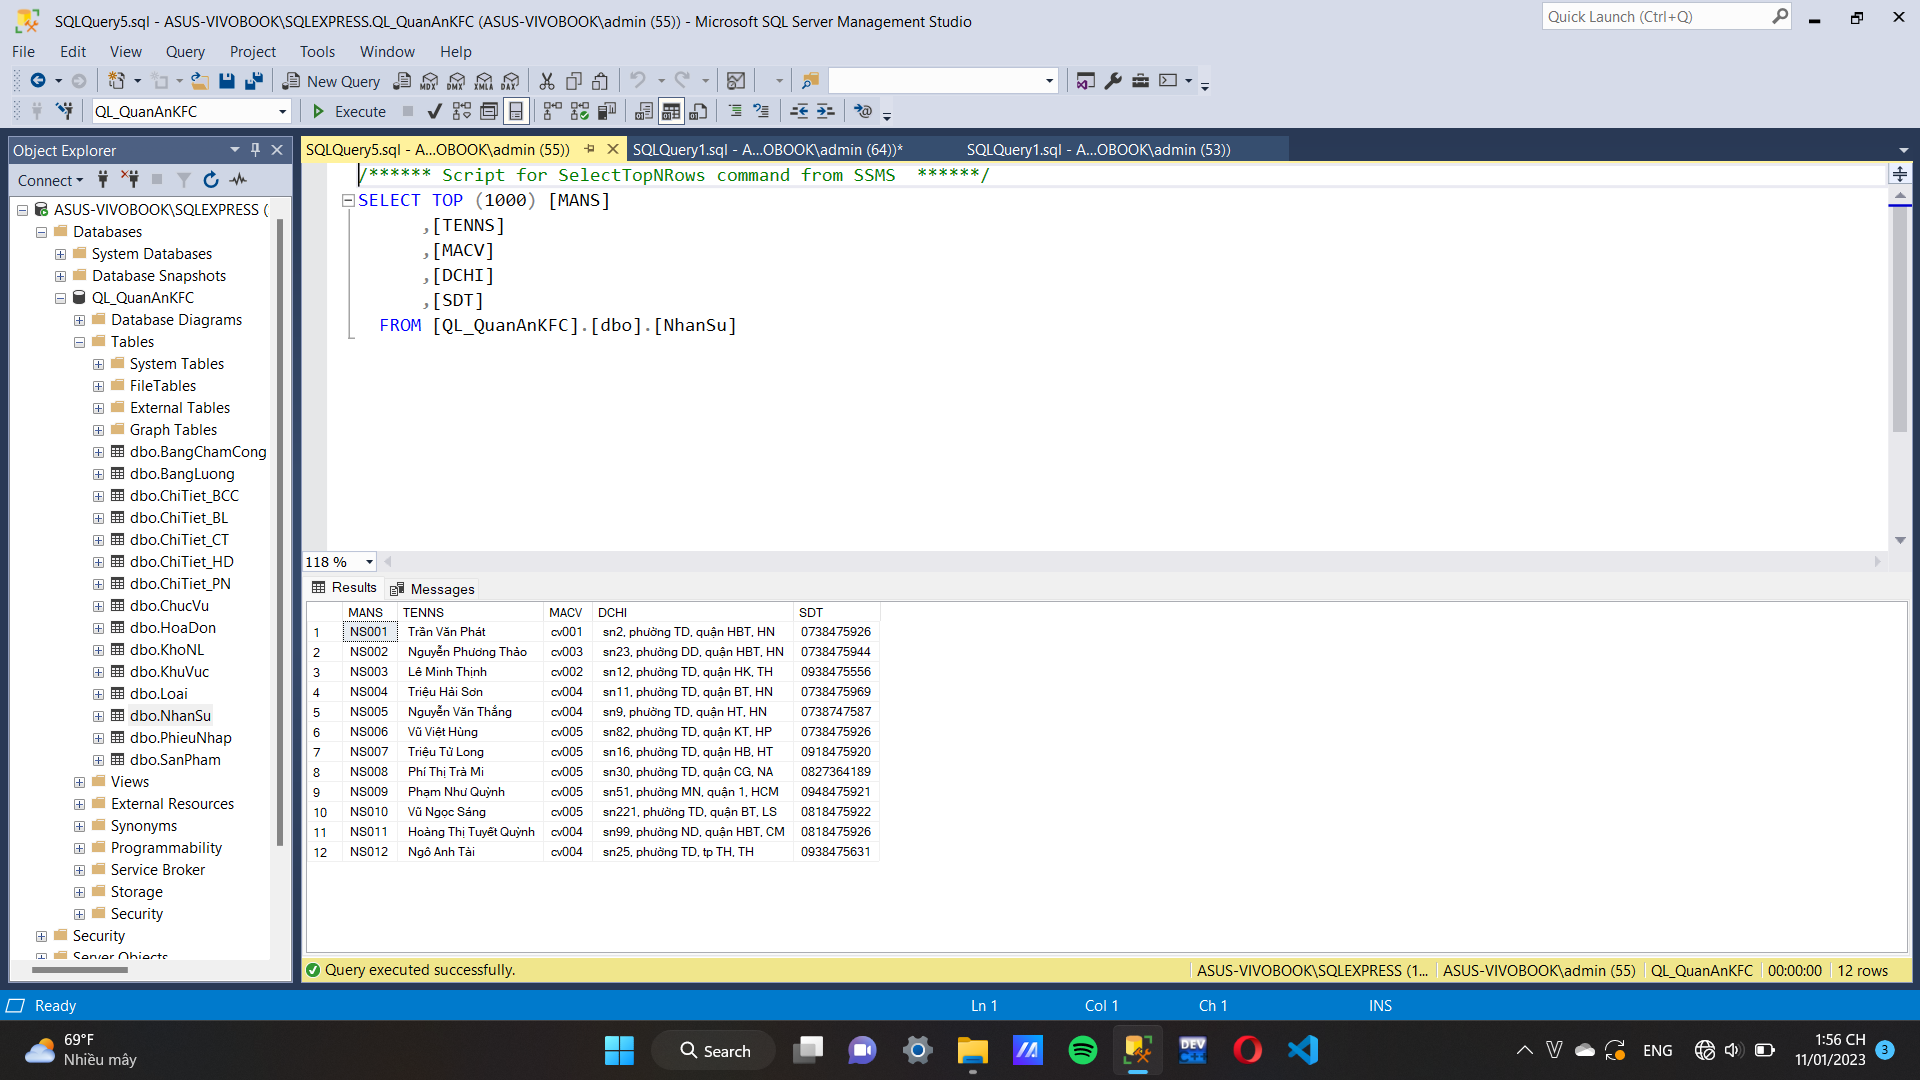 SQLQuery5.sql - ASUS-VIVOBOOK\SQLEXPRESS.QL_QuanAnKFC (ASUS-VIVOBOOK\admin (55)) - Microsoft SQL Server Management Studio
Quick Launch (Ctrl+Q)
File Edit View Query Project Tools Window Help
New Query MDX DMX XMLA DAX
QL_QuanAnKFC Execute
Object Explorer
SQLQuery5.sql - A...OBOOK\admin (55)) SQLQuery1.sql - A...OBOOK\admin (64))* SQLQuery1.sql - A...OBOOK\admin (53))
Connect
ASUS-VIVOBOOK\SQLEXPRESS (
Databases
System Databases
Database Snapshots
QL_QuanAnKFC
Database Diagrams
Tables
System Tables
FileTables
External Tables
Graph Tables
dbo.BangChamCong
dbo.BangLuong
dbo.ChiTiet_BCC
dbo.ChiTiet_BL
dbo.ChiTiet_CT
dbo.ChiTiet_HD
dbo.ChiTiet_PN
dbo.ChucVu
dbo.HoaDon
dbo.KhoNL
dbo.KhuVuc
dbo.Loai
dbo.NhanSu
dbo.PhieuNhap
dbo.SanPham
Views
External Resources
Synonyms
Programmability
Service Broker
Storage
Security
Security
Server Objects
/****** Script for SelectTopNRows command from SSMS  ******/
SELECT TOP (1000) [MANS]
,[TENNS]
,[MACV]
,[DCHI]
,[SDT]
FROM [QL_QuanAnKFC].[dbo].[NhanSu]
118 %
Results Messages
MANS TENNS MACV DCHI SDT
1 NS001 Trần Văn Phát cv001 sn2, phường TD, quận HBT, HN 0738475926
2 NS002 Nguyễn Phương Thảo cv003 sn23, phường DD, quận HBT, HN 0738475944
3 NS003 Lê Minh Thịnh cv002 sn12, phường TD, quận HK, TH 0938475556
4 NS004 Triệu Hải Sơn cv004 sn11, phường TD, quận BT, HN 0738475969
5 NS005 Nguyễn Văn Thắng cv004 sn9, phường TD, quận HT, HN 0738747587
6 NS006 Vũ Việt Hùng cv005 sn82, phường TD, quận KT, HP 0738475926
7 NS007 Triệu Tử Long cv005 sn16, phường TD, quận HB, HT 0918475920
8 NS008 Phí Thị Trà Mi cv005 sn30, phường TD, quận CG, NA 0827364189
9 NS009 Phạm Như Quỳnh cv005 sn51, phường MN, quận 1, HCM 0948475921
10 NS010 Vũ Ngọc Sáng cv005 sn221, phường TD, quận BT, LS 0818475922
11 NS011 Hoàng Thị Tuyết Quỳnh cv004 sn99, phường ND, quận HBT, CM 0818475926
12 NS012 Ngô Anh Tài cv004 sn25, phường TD, tp TH, TH 0938475631
Query executed successfully. ASUS-VIVOBOOK\SQLEXPRESS (1... ASUS-VIVOBOOK\admin (55) QL_QuanAnKFC 00:00:00 12 rows
Ready Ln 1 Col 1 Ch 1 INS
69°F
Nhiều mây
Search
DEV C++
ENG
1:56 CH
11/01/2023
3